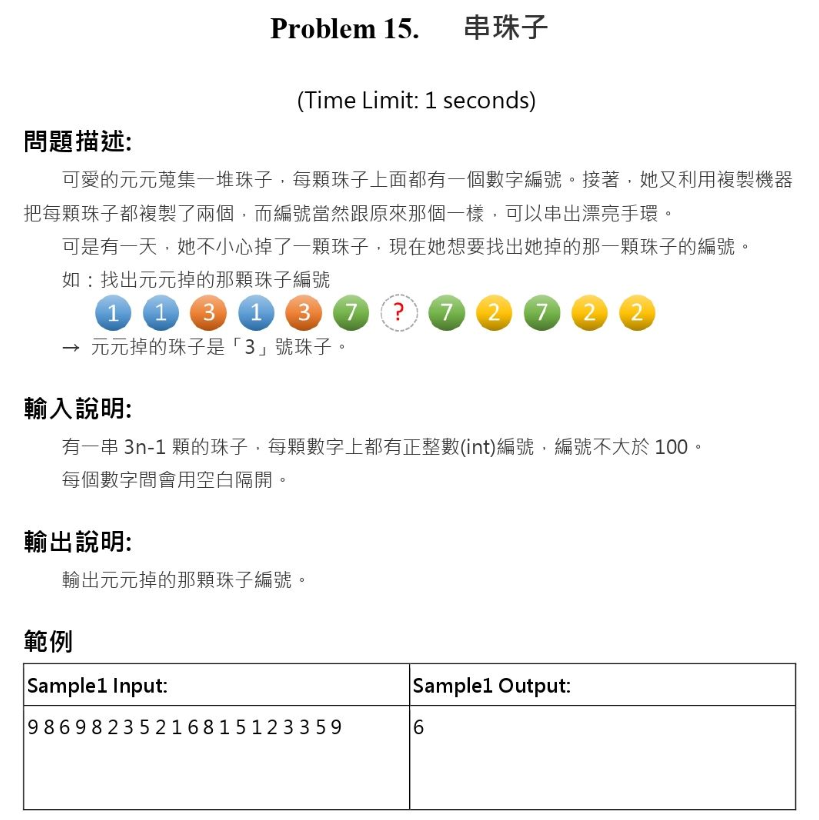 Problem 15. 串珠子
(Time Limit: 1 seconds)
問題描述:
可愛的元元蒐集一堆珠子，每顆珠子上面都有一個數字編號。接著，她又利用複製機器
把每顆珠子都複製了兩個，而編號當然跟原來那個一樣，可以串出漂亮手環。
可是有一天，她不小心掉了一顆珠子，現在她想要找出她掉的那一顆珠子的編號。
如：找出元元掉的那顆珠子編號
1 1 3 1 3 7 ? 7 2 7 2 2
→ 元元掉的珠子是「3」號珠子。
輸入說明:
有一串 3n-1 顆的珠子，每顆數字上都有正整數(int)編號，編號不大於 100。
每個數字間會用空白隔開。
輸出說明:
輸出元元掉的那顆珠子編號。
範例
Sample1 Input: Sample1 Output:
9 8 6 9 8 2 3 5 2 1 6 8 1 5 1 2 3 3 5 9 6